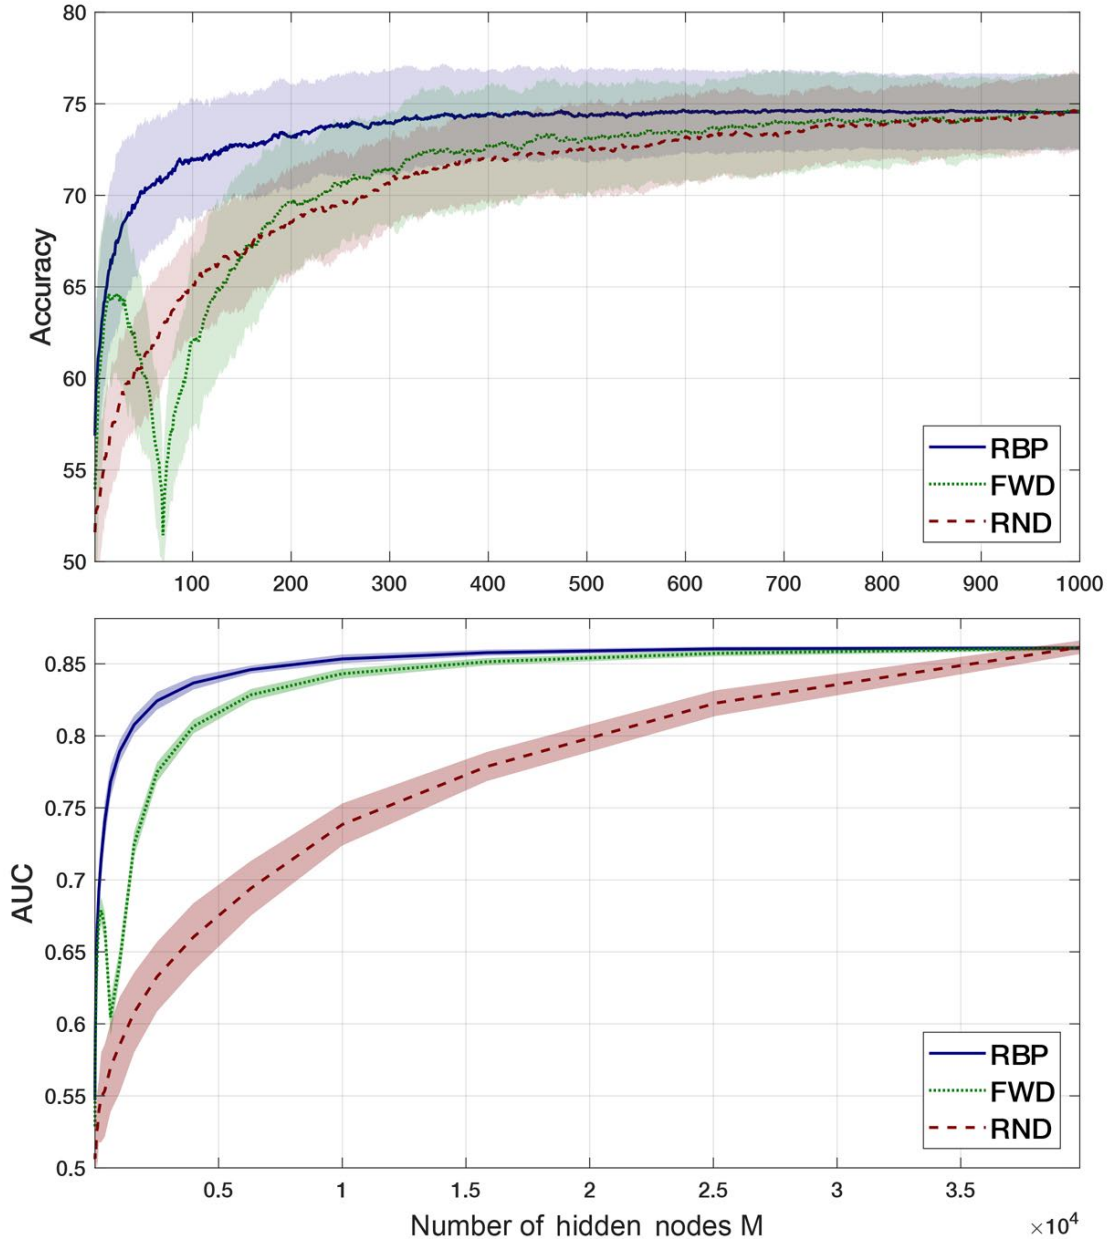 80
75
70
65
60
55
50
Accuracy
RBP
FWD
RND
100 200 300 400 500 600 700 800 900 1000
0.85
0.8
0.75
0.7
0.65
0.6
0.55
0.5
AUC
RBP
FWD
RND
0.5 1 1.5 2 2.5 3 3.5
Number of hidden nodes M
×10⁴